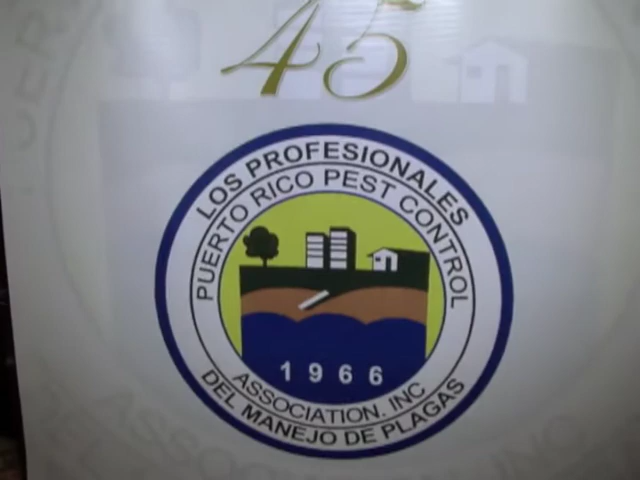 45
LOS PROFESIONALES
PUERTO RICO PEST CONTROL
1966
ASSOCIATION. INC
DEL MANEJO DE PLAGAS